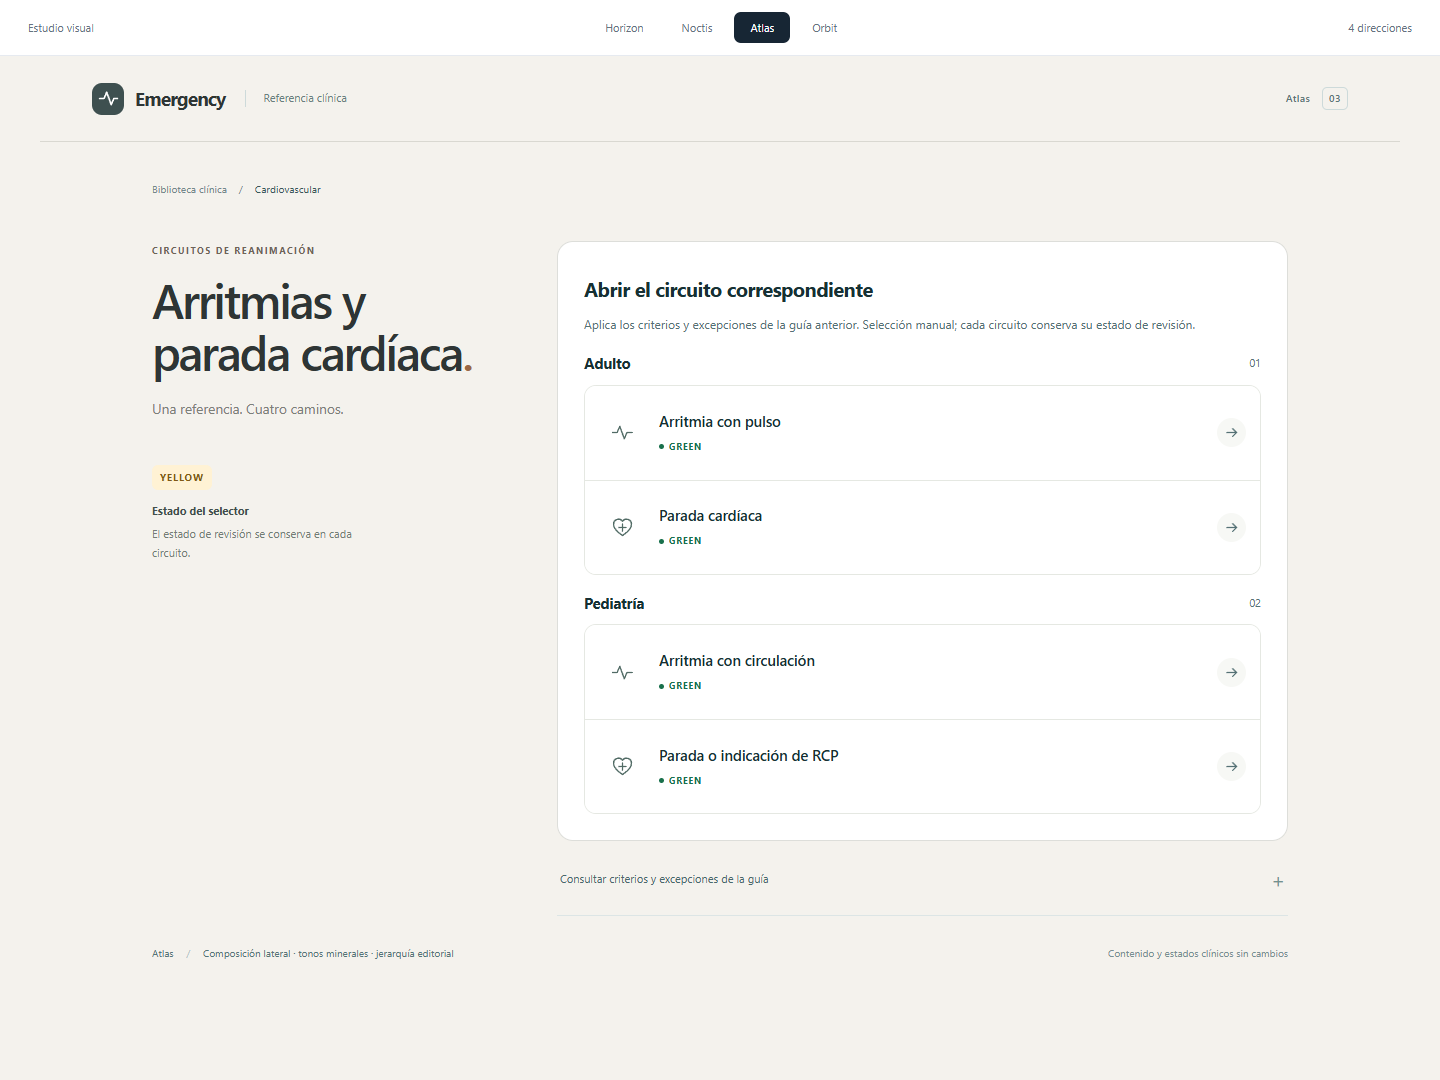 Estudio visual
Horizon
Noctis
Atlas
Orbit
4 direcciones
Emergency
Referencia clínica
Atlas
03
Biblioteca clínica / Cardiovascular
CIRCUITOS DE REANIMACIÓN
Arritmias y
parada cardíaca.
Una referencia. Cuatro caminos.
YELLOW
Estado del selector
El estado de revisión se conserva en cada
circuito.
Abrir el circuito correspondiente
Aplica los criterios y excepciones de la guía anterior. Selección manual; cada circuito conserva su estado de revisión.
Adulto
01
Arritmia con pulso
GREEN
Parada cardíaca
GREEN
Pediatría
02
Arritmia con circulación
GREEN
Parada o indicación de RCP
GREEN
Consultar criterios y excepciones de la guía
+
Atlas / Composición lateral · tonos minerales · jerarquía editorial
Contenido y estados clínicos sin cambios